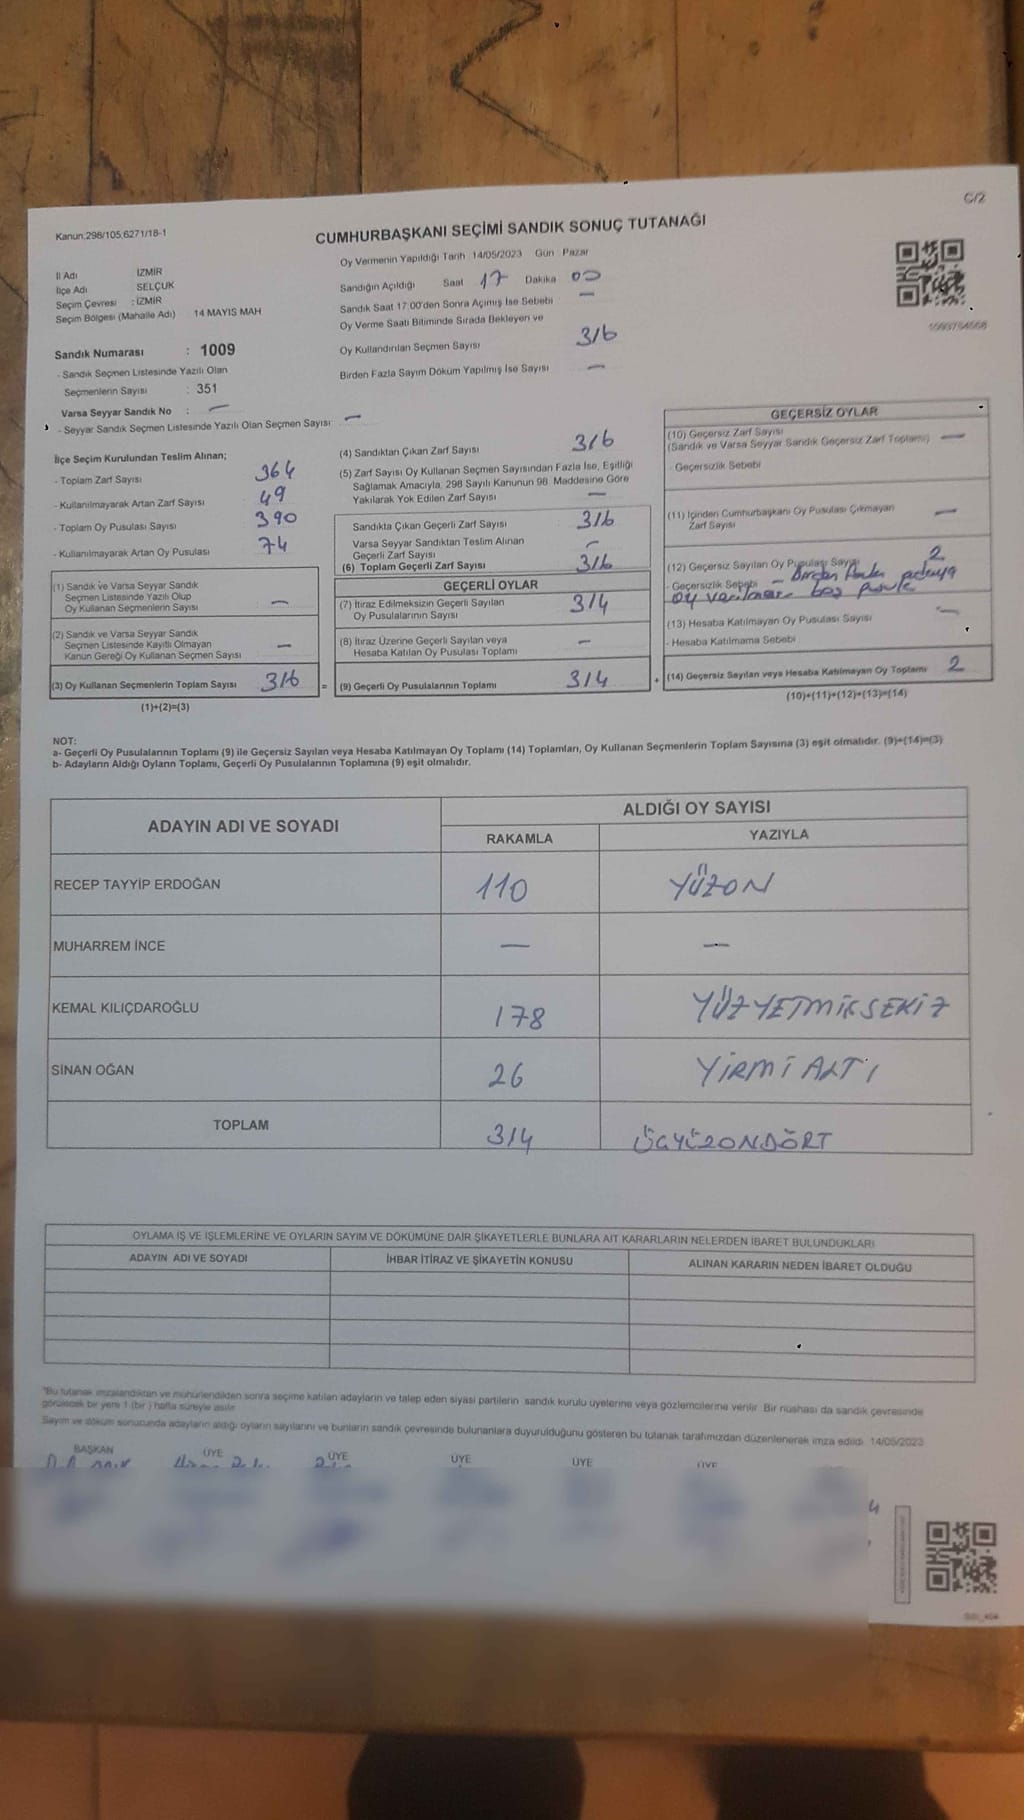 C/2
Kanun:298/105,6271/18-1
CUMHURBAŞKANI SEÇİMİ SANDIK SONUÇ TUTANAĞI
Oy Vermenin Yapıldığı Tarih 14/05/2023 Gün Pazar
İl Adı İZMİR
İlçe Adı SELÇUK
Seçim Çevresi : İZMİR
Seçim Bölgesi (Mahalle Adı) 14 MAYIS MAH
Sandığın Açıldığı Saat 17 Dakika 00
Sandık Saat 17:00'den Sonra Açımış İse Sebebi —
Oy Verme Saati Bitiminde Sırada Bekleyen ve
Oy Kullandırılan Seçmen Sayısı 316
Birden Fazla Sayım Döküm Yapılmış İse Sayısı —
Sandık Numarası : 1009
- Sandık Seçmen Listesinde Yazılı Olan
Seçmenlerin Sayısı : 351
Varsa Seyyar Sandık No : —
- Seyyar Sandık Seçmen Listesinde Yazılı Olan Seçmen Sayısı: —
İlçe Seçim Kurulundan Teslim Alınan;
- Toplam Zarf Sayısı 364
- Kullanılmayarak Artan Zarf Sayısı 49
- Toplam Oy Pusulası Sayısı 390
- Kullanılmayarak Artan Oy Pusulası 74
(1) Sandık ve Varsa Seyyar Sandık
Seçmen Listesinde Yazılı Olup
Oy Kullanan Seçmenlerin Sayısı —
(2) Sandık ve Varsa Seyyar Sandık
Seçmen Listesinde Kayıtlı Olmayan
Kanun Gereği Oy Kullanan Seçmen Sayısı —
(3) Oy Kullanan Seçmenlerin Toplam Sayısı 316
(1)+(2)=(3)
(4) Sandıktan Çıkan Zarf Sayısı 316
(5) Zarf Sayısı Oy Kullanan Seçmen Sayısından Fazla İse, Eşitliği
Sağlamak Amacıyla, 298 Sayılı Kanunun 98. Maddesine Göre
Yakılarak Yok Edilen Zarf Sayısı —
Sandıkta Çıkan Geçerli Zarf Sayısı 316
Varsa Seyyar Sandıktan Teslim Alınan
Geçerli Zarf Sayısı —
(6) Toplam Geçerli Zarf Sayısı 316
GEÇERLİ OYLAR
(7) İtiraz Edilmeksizin Geçerli Sayılan
Oy Pusulalarının Sayısı 314
(8) İtiraz Üzerine Geçerli Sayılan veya
Hesaba Katılan Oy Pusulası Toplamı —
= (9) Geçerli Oy Pusulalarının Toplamı 314
GEÇERSİZ OYLAR
(10) Geçersiz Zarf Sayısı
(Sandık ve Varsa Seyyar Sandık Geçersiz Zarf Toplamı) —
- Geçersizlik Sebebi
(11) İçinden Cumhurbaşkanı Oy Pusulası Çıkmayan
Zarf Sayısı —
(12) Geçersiz Sayılan Oy Pusulası Sayısı 2
- Geçersizlik Sebebi — Birden fazla
oy verilmesi boş pusula
(13) Hesaba Katılmayan Oy Pusulası Sayısı —
- Hesaba Katılmama Sebebi
+ (14) Geçersiz Sayılan veya Hesaba Katılmayan Oy Toplamı 2
(10)+(11)+(12)+(13)=(14)
NOT:
a- Geçerli Oy Pusulalarının Toplamı (9) ile Geçersiz Sayılan veya Hesaba Katılmayan Oy Toplamı (14) Toplamları, Oy Kullanan Seçmenlerin Toplam Sayısına (3) eşit olmalıdır. (9)+(14)=(3)
b- Adayların Aldığı Oyların Toplamı, Geçerli Oy Pusulalarının Toplamına (9) eşit olmalıdır.
ADAYIN ADI VE SOYADI ALDIĞI OY SAYISI
RAKAMLA YAZIYLA
RECEP TAYYİP ERDOĞAN 110 YÜZON
MUHARREM İNCE — —
KEMAL KILIÇDAROĞLU 178 YÜZYETMİŞSEKİZ
SİNAN OĞAN 26 YİRMİ ALTI
TOPLAM 314 ÜÇYÜZONDÖRT
OYLAMA İŞ VE İŞLEMLERİNE VE OYLARIN SAYIM VE DÖKÜMÜNE DAİR ŞİKAYETLERLE BUNLARA AİT KARARLARIN NELERDEN İBARET BULUNDUKLARI
ADAYIN ADI VE SOYADI İHBAR İTİRAZ VE ŞİKAYETİN KONUSU ALINAN KARARIN NEDEN İBARET OLDUĞU
*Bu tutanak imzalandıktan ve mühürlendikten sonra seçime katılan adayların ve talep eden siyasi partilerin sandık kurulu üyelerine veya gözlemcilerine verilir. Bir nüshası da sandık çevresinde
görülecek bir yere 1 (bir) hafta süreyle asılır.
Sayım ve döküm sonucunda adayların aldığı oyların sayılarını ve bunların sandık çevresinde bulunanlara duyurulduğunu gösteren bu tutanak tarafımızdan düzenlenerek imza edildi. 14/05/2023
BAŞKAN ÜYE ÜYE ÜYE ÜYE ÜYE